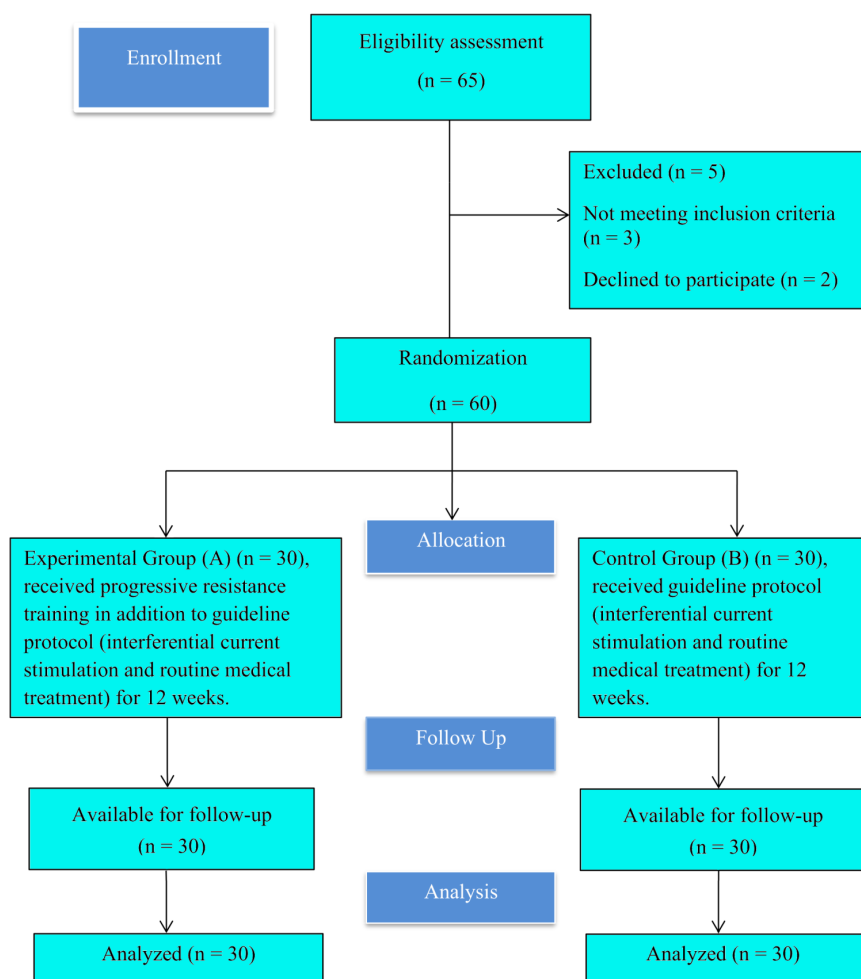 Enrollment
Eligibility assessment
(n = 65)
Excluded (n = 5)
Not meeting inclusion criteria
(n = 3)
Declined to participate (n = 2)
Randomization
(n = 60)
Allocation
Experimental Group (A) (n = 30),
received progressive resistance
training in addition to guideline
protocol (interferential current
stimulation and routine medical
treatment) for 12 weeks.
Control Group (B) (n = 30),
received guideline protocol
(interferential current
stimulation and routine
medical treatment) for 12
weeks.
Follow Up
Available for follow-up
(n = 30)
Available for follow-up
(n = 30)
Analysis
Analyzed (n = 30)
Analyzed (n = 30)